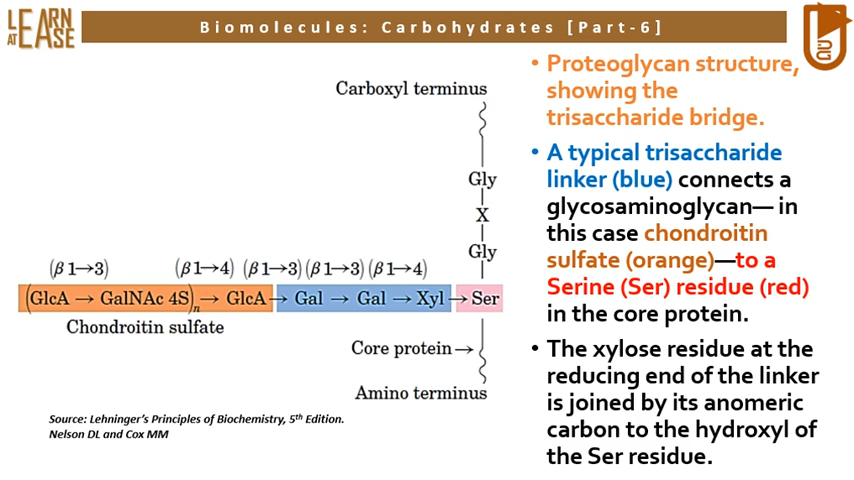 LEARN
AT EASE
Biomolecules: Carbohydrates [Part-6]
Carboxyl terminus
Gly
X
Gly
(β1→3) (β1→4) (β1→3) (β1→3) (β1→4)
(GlcA → GalNAc 4S)n → GlcA → Gal → Gal → Xyl → Ser
Chondroitin sulfate
Core protein →
Amino terminus
Source: Lehninger's Principles of Biochemistry, 5th Edition.
Nelson DL and Cox MM
• Proteoglycan structure,
showing the
trisaccharide bridge.
• A typical trisaccharide
linker (blue) connects a
glycosaminoglycan— in
this case chondroitin
sulfate (orange)—to a
Serine (Ser) residue (red)
in the core protein.
• The xylose residue at the
reducing end of the linker
is joined by its anomeric
carbon to the hydroxyl of
the Ser residue.